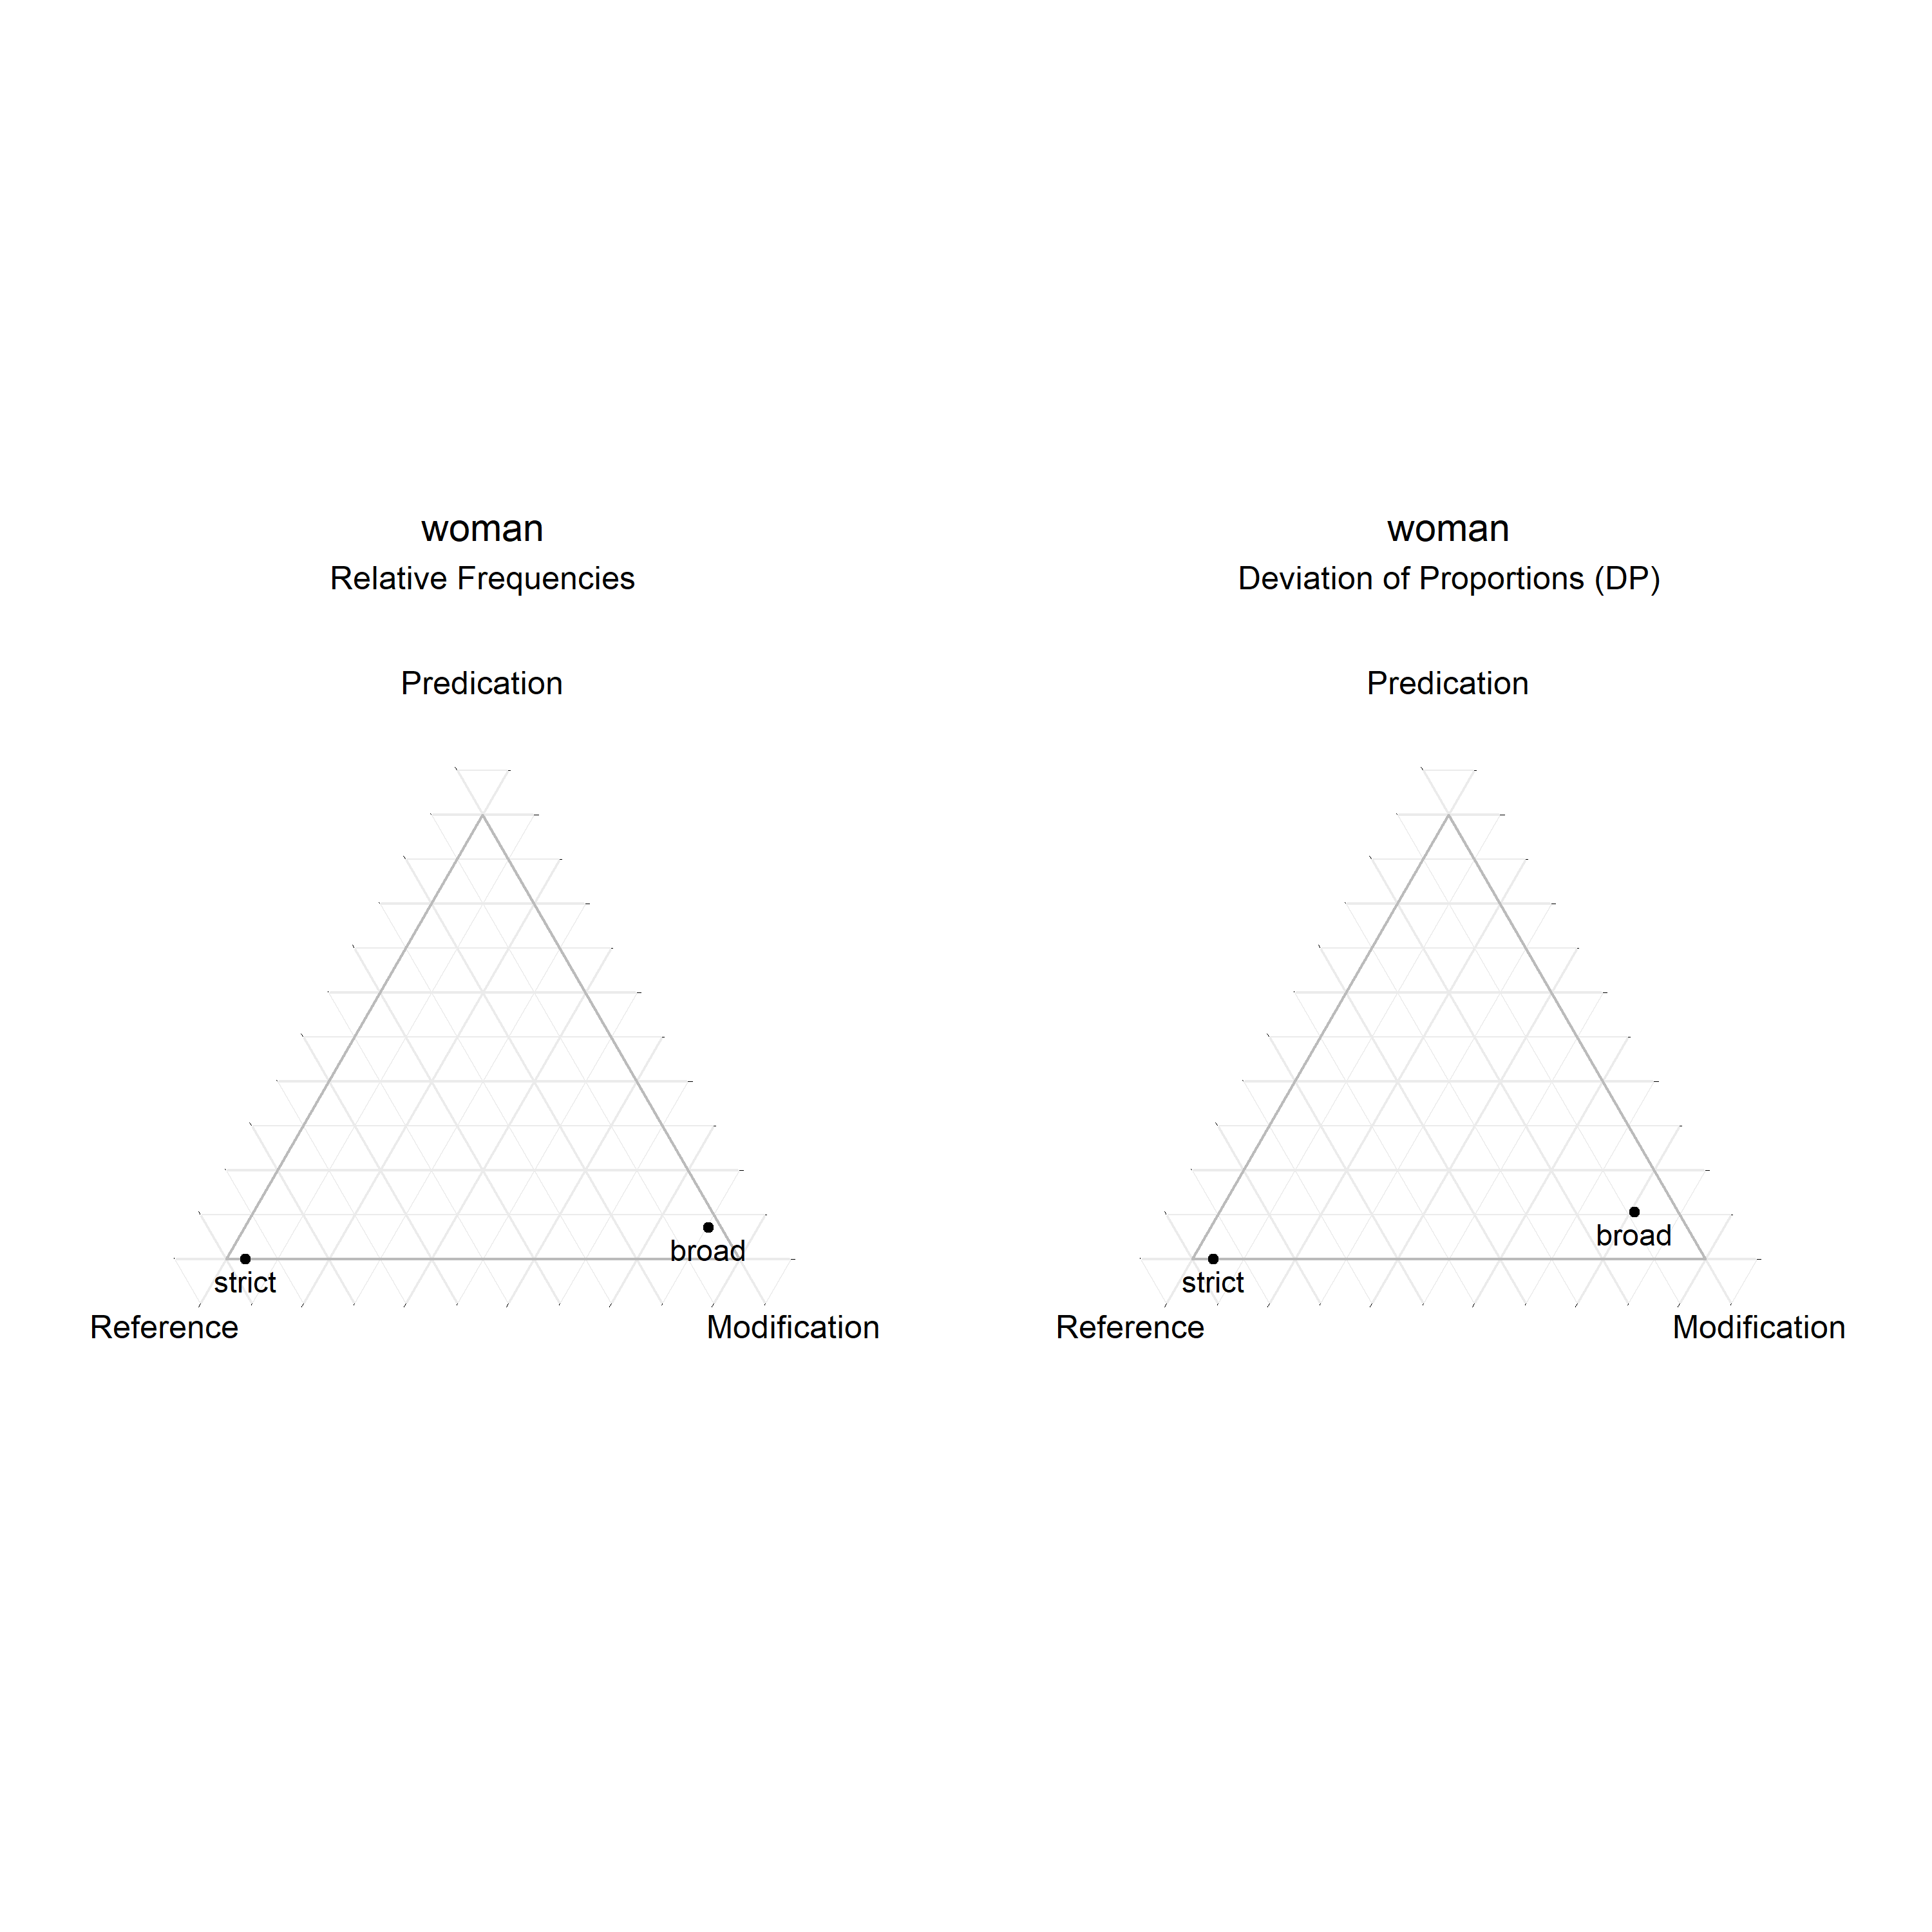 woman
Relative Frequencies
Predication
broad
strict
Reference
Modification
woman
Deviation of Proportions (DP)
Predication
broad
strict
Reference
Modification